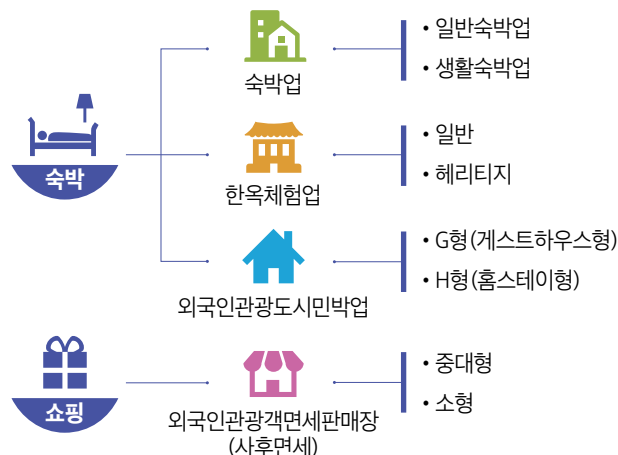 숙박
숙박업
• 일반숙박업
• 생활숙박업
한옥체험업
• 일반
• 헤리티지
외국인관광도시민박업
• G형(게스트하우스형)
• H형(홈스테이형)
쇼핑
외국인관광객면세판매장
(사후면세)
• 중대형
• 소형